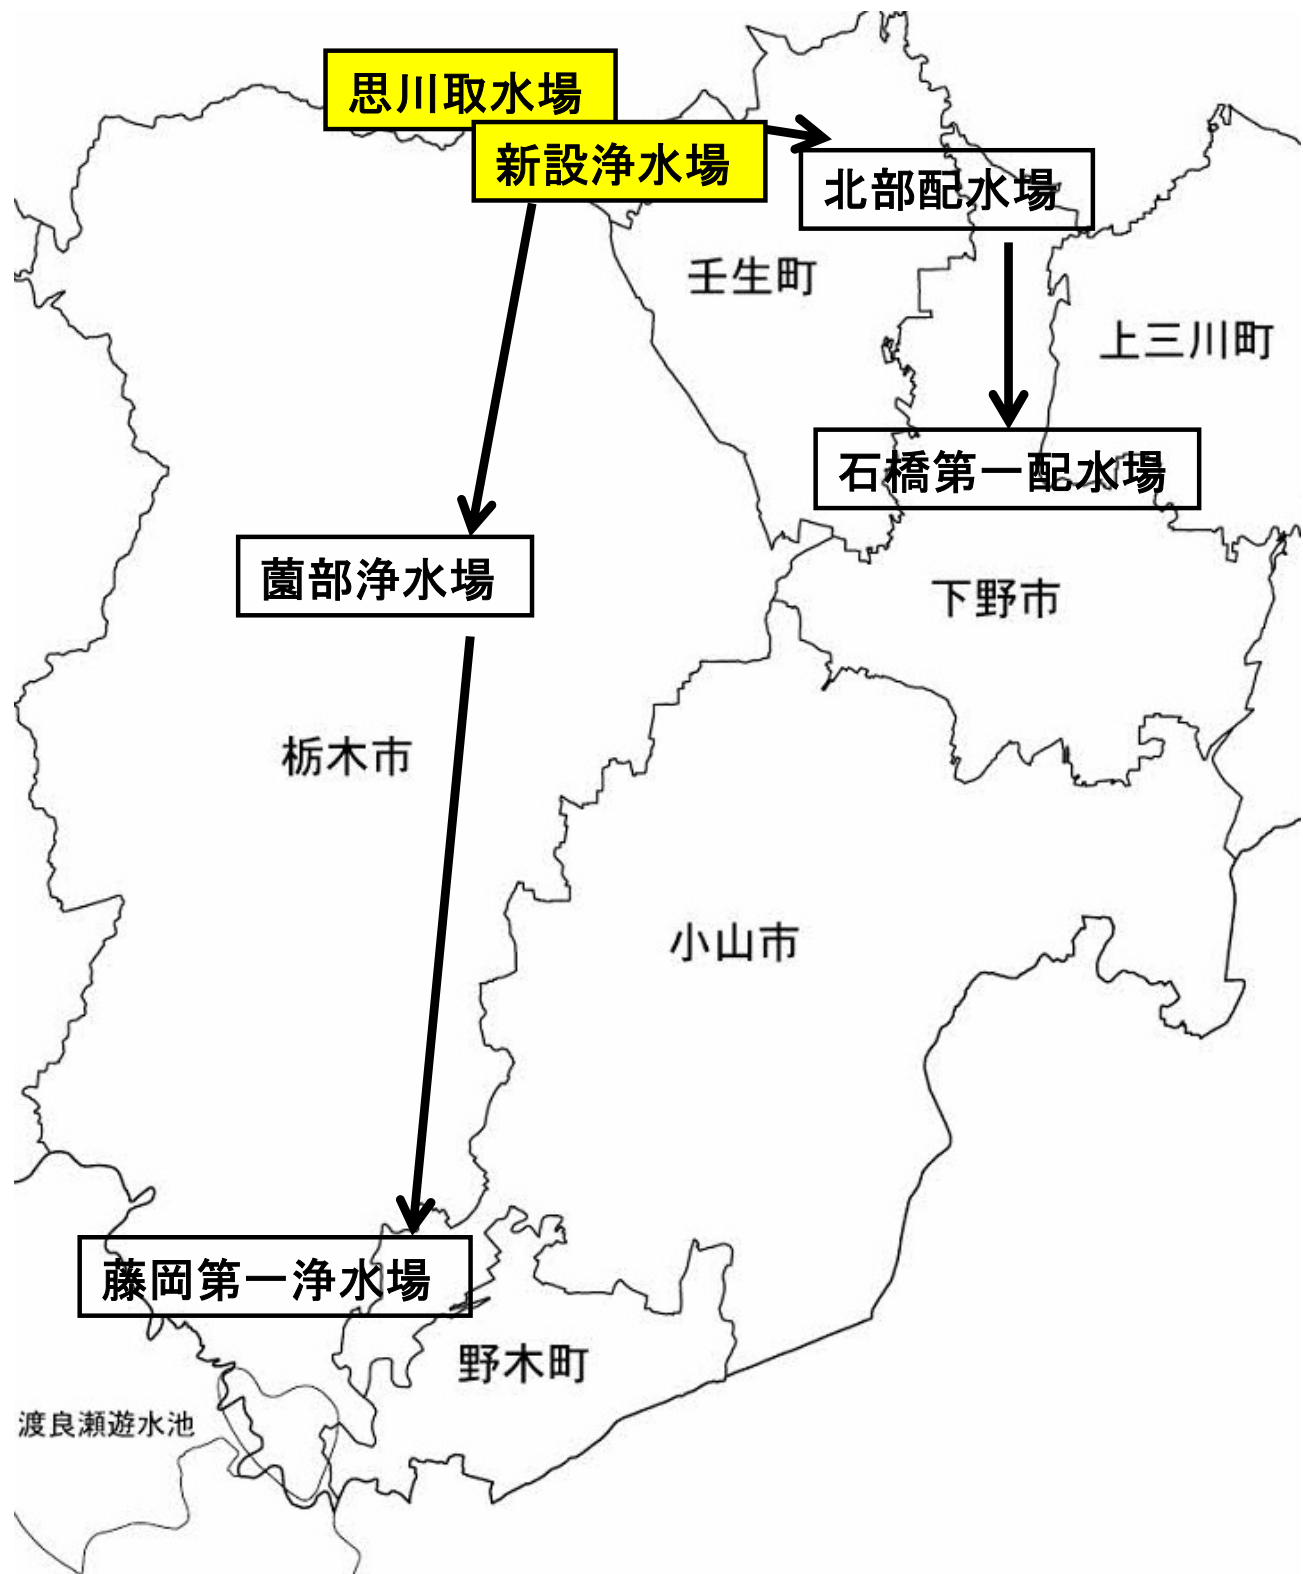 思川取水場
新設浄水場
北部配水場
壬生町
上三川町
石橋第一配水場
薗部浄水場
下野市
栃木市
小山市
藤岡第一浄水場
野木町
渡良瀬遊水池